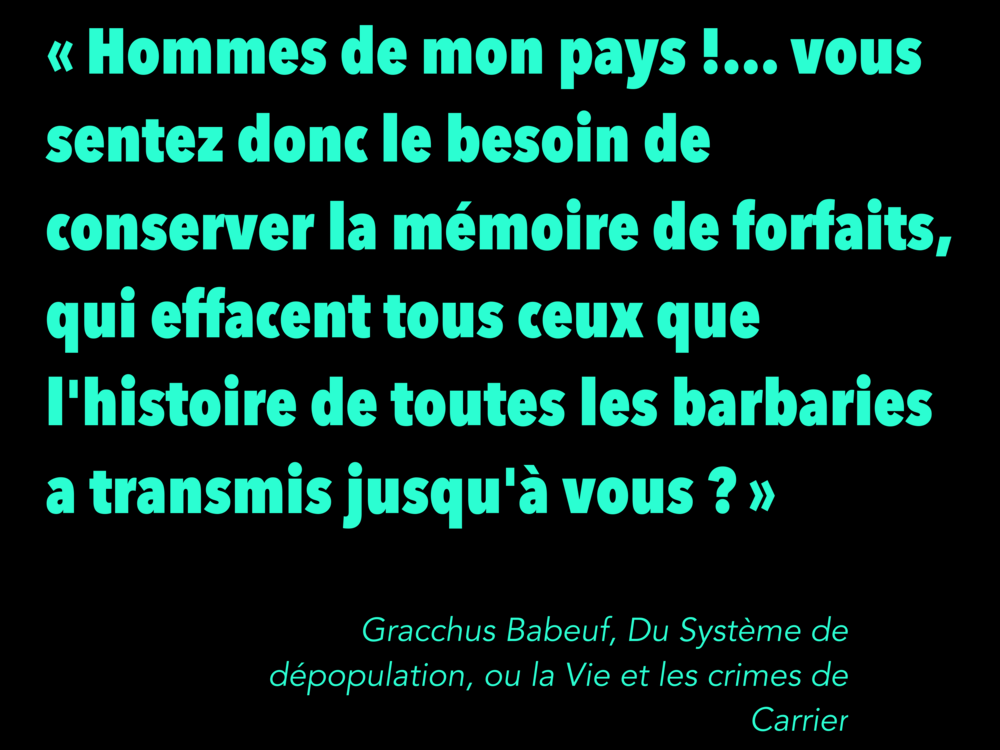 « Hommes de mon pays !... vous
sentez donc le besoin de
conserver la mémoire de forfaits,
qui effacent tous ceux que
l'histoire de toutes les barbaries
a transmis jusqu'à vous ? »
Gracchus Babeuf, Du Système de
dépopulation, ou la Vie et les crimes de
Carrier